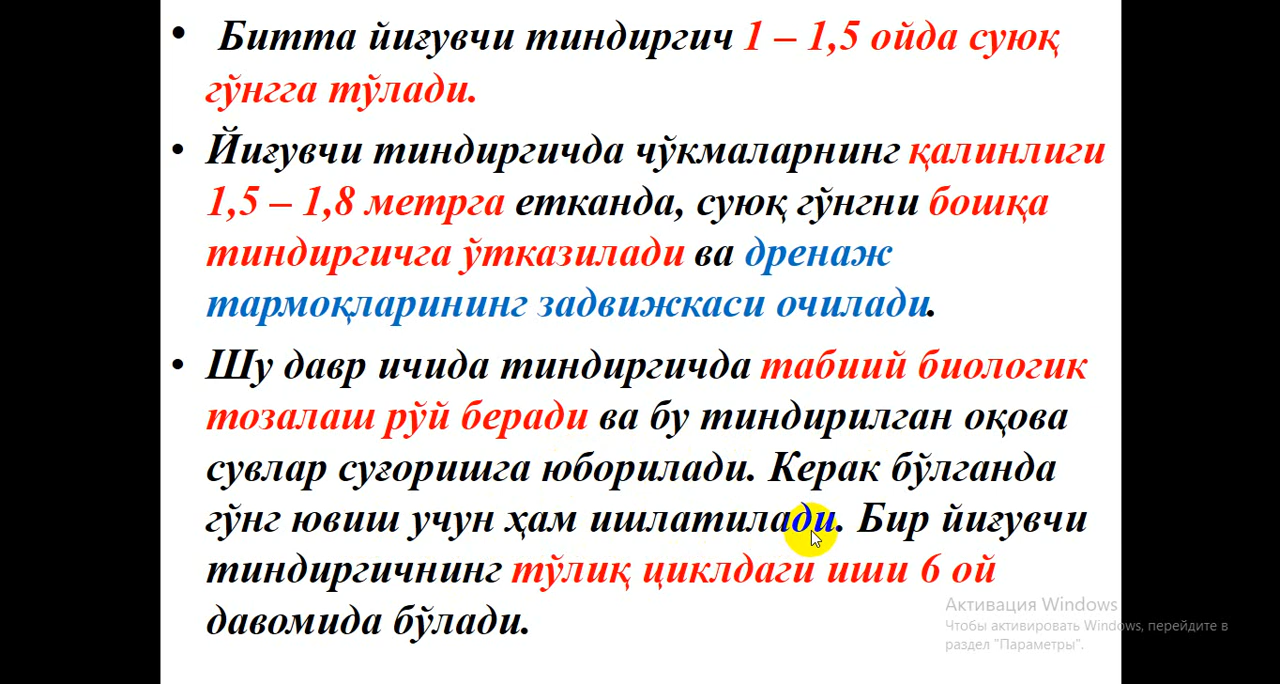 • Битта йиғувчи тиндиргич 1 – 1,5 ойда суюқ
гўнгга тўлади.
• Йиғувчи тиндиргичда чўкмаларнинг қалинлиги
1,5 – 1,8 метрга етканда, суюқ гўнгни бошқа
тиндиргичга ўтказилади ва дренаж
тармоқларининг задвижкаси очилади.
• Шу давр ичида тиндиргичда табиий биологик
тозалаш рўй беради ва бу тиндирилган оқова
сувлар суғоришга юборилади. Керак бўлганда
гўнг ювиш учун ҳам ишлатилади. Бир йиғувчи
тиндиргичнинг тўлиқ циклдаги иши 6 ой
давомида бўлади.
Активация Windows
Чтобы активировать Windows, перейдите в
раздел "Параметры".